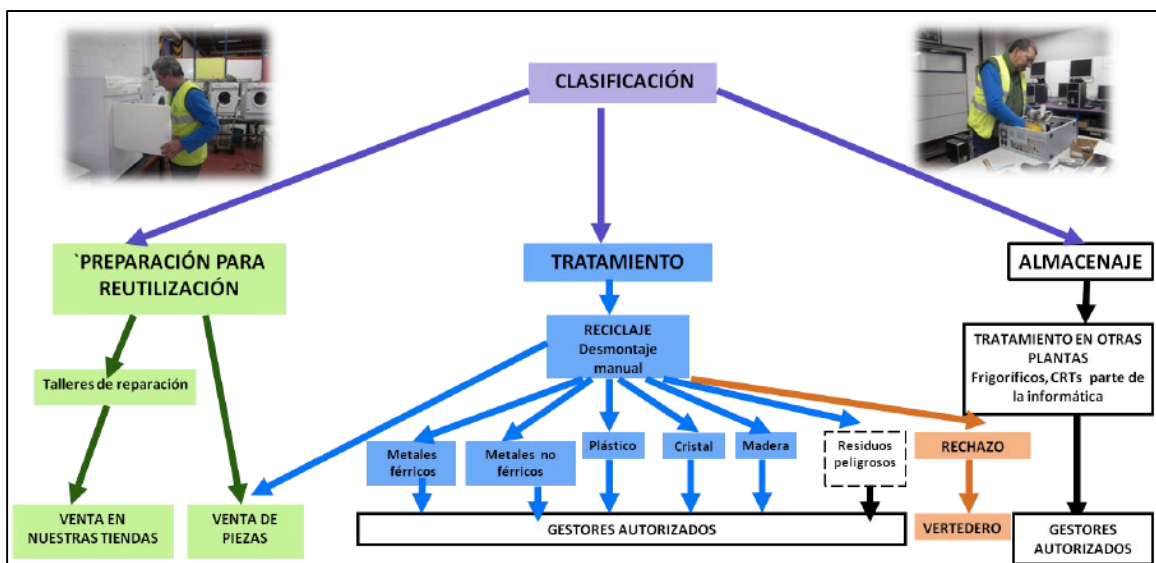 CLASIFICACIÓN
`PREPARACIÓN PARA
REUTILIZACIÓN
TRATAMIENTO
ALMACENAJE
RECICLAJE
Desmontaje
manual
TRATAMIENTO EN OTRAS
PLANTAS
Frigoríficos, CRTs parte de
la informática
Talleres de reparación
Metales
férricos
Metales no
férricos
Plástico
Cristal
Madera
Residuos
peligrosos
RECHAZO
VENTA EN
NUESTRAS TIENDAS
VENTA DE
PIEZAS
GESTORES AUTORIZADOS
VERTEDERO
GESTORES
AUTORIZADOS